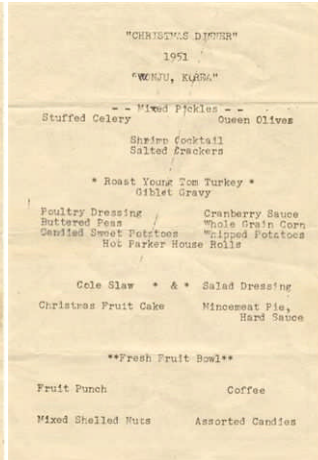 "CHRISTMAS DINNER"
1951
"WONJU, KOREA"
- - Mixed Pickles - -
Stuffed Celery Queen Olives
Shrimp Cocktail
Salted Crackers
* Roast Young Tom Turkey *
Giblet Gravy
Poultry Dressing Cranberry Sauce
Buttered Peas Whole Grain Corn
Candied Sweet Potatoes Whipped Potatoes
Hot Parker House Rolls
Cole Slaw * & * Salad Dressing
Christmas Fruit Cake Mincemeat Pie,
Hard Sauce
**Fresh Fruit Bowl**
Fruit Punch Coffee
Mixed Shelled Nuts Assorted Candies